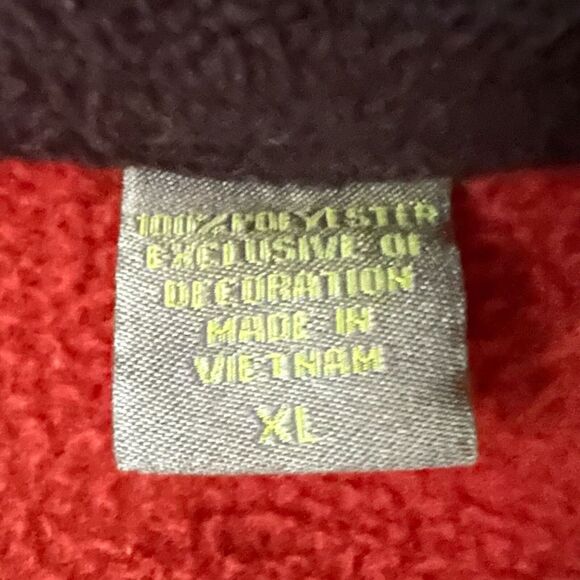 100% POLYESTER
EXCLUSIVE OF
DECORATION
MADE IN
VIETNAM
XL